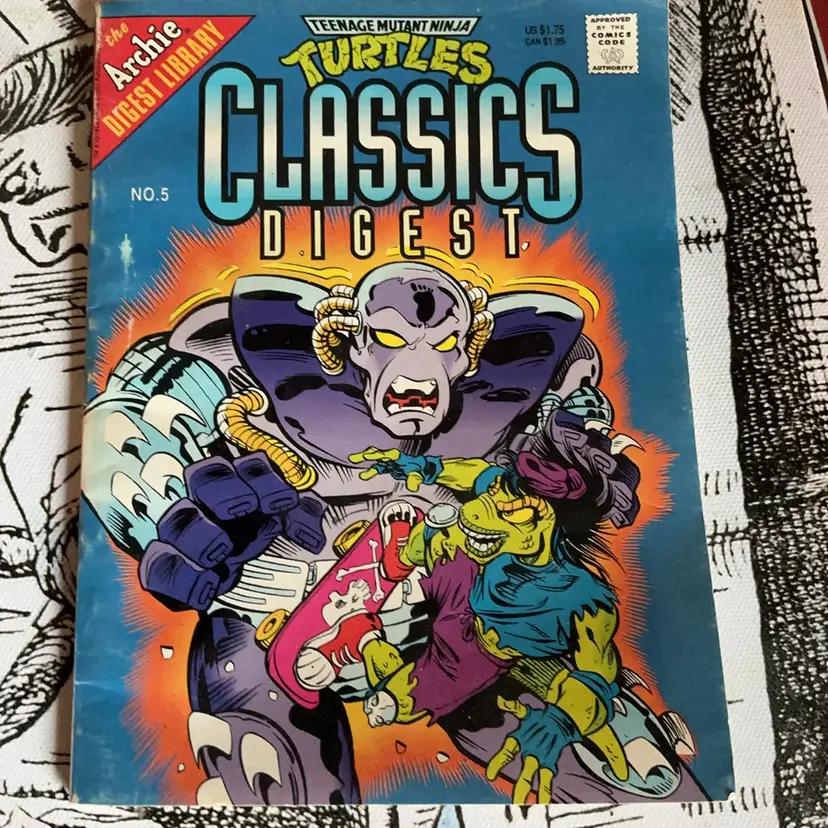 the
Archie
DIGEST LIBRARY
TEENAGE MUTANT NINJA
TURTLES
US $1.75
CAN $1.95
APPROVED
BY THE
COMICS
CODE
CA
AUTHORITY
CLASSICS
NO.5
DIGEST